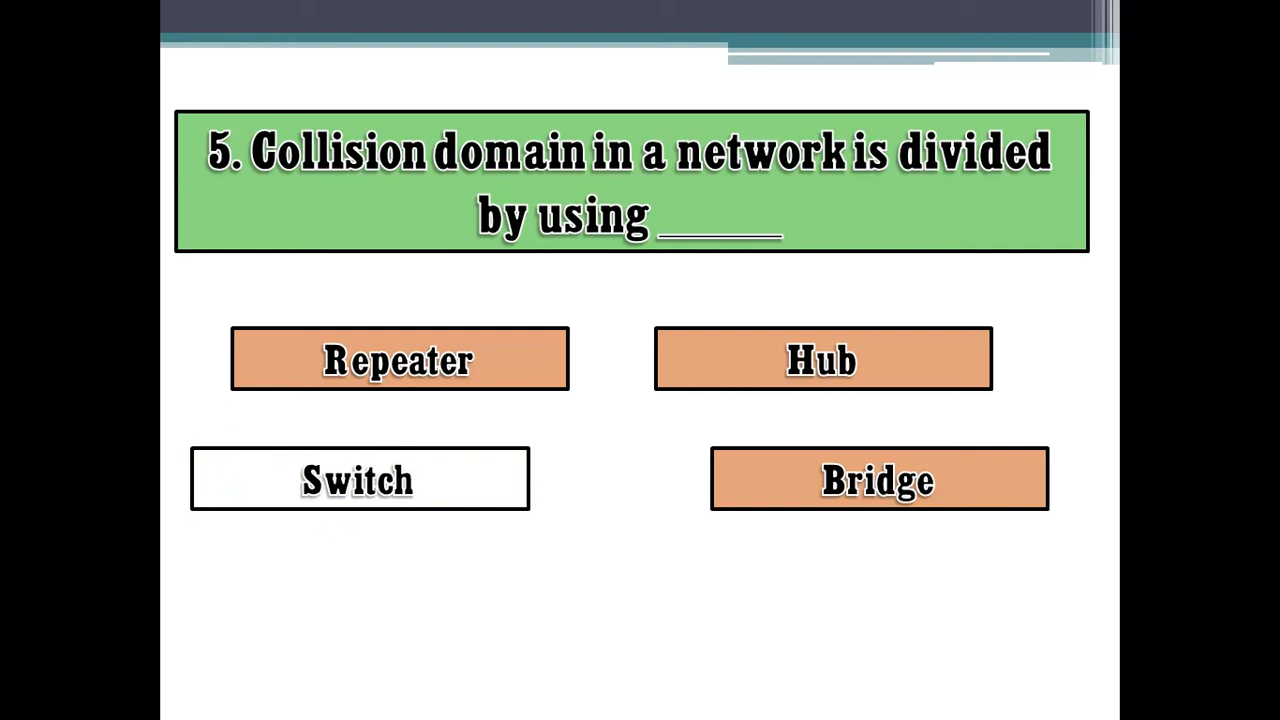 5. Collision domain in a network is divided
by using ______
Repeater
Hub
Switch
Bridge